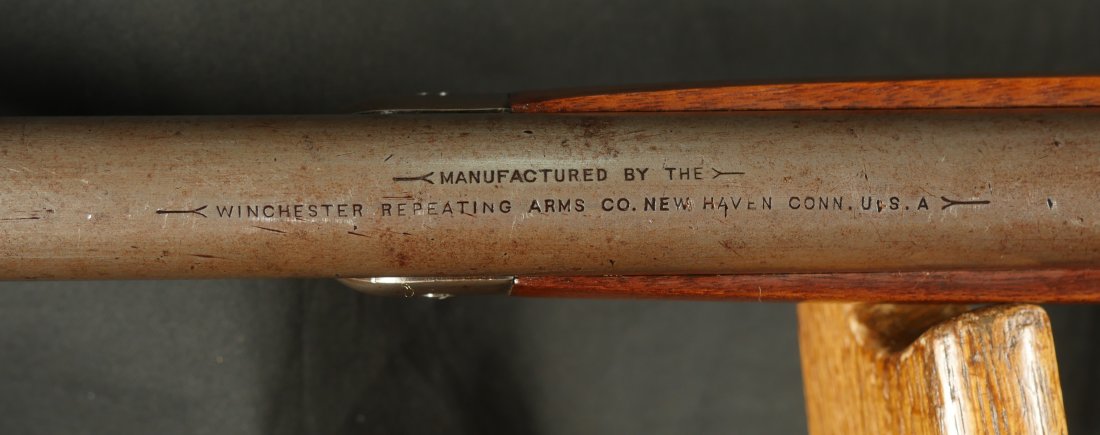 MANUFACTURED BY THE
WINCHESTER REPEATING ARMS CO. NEW HAVEN CONN. U.S.A